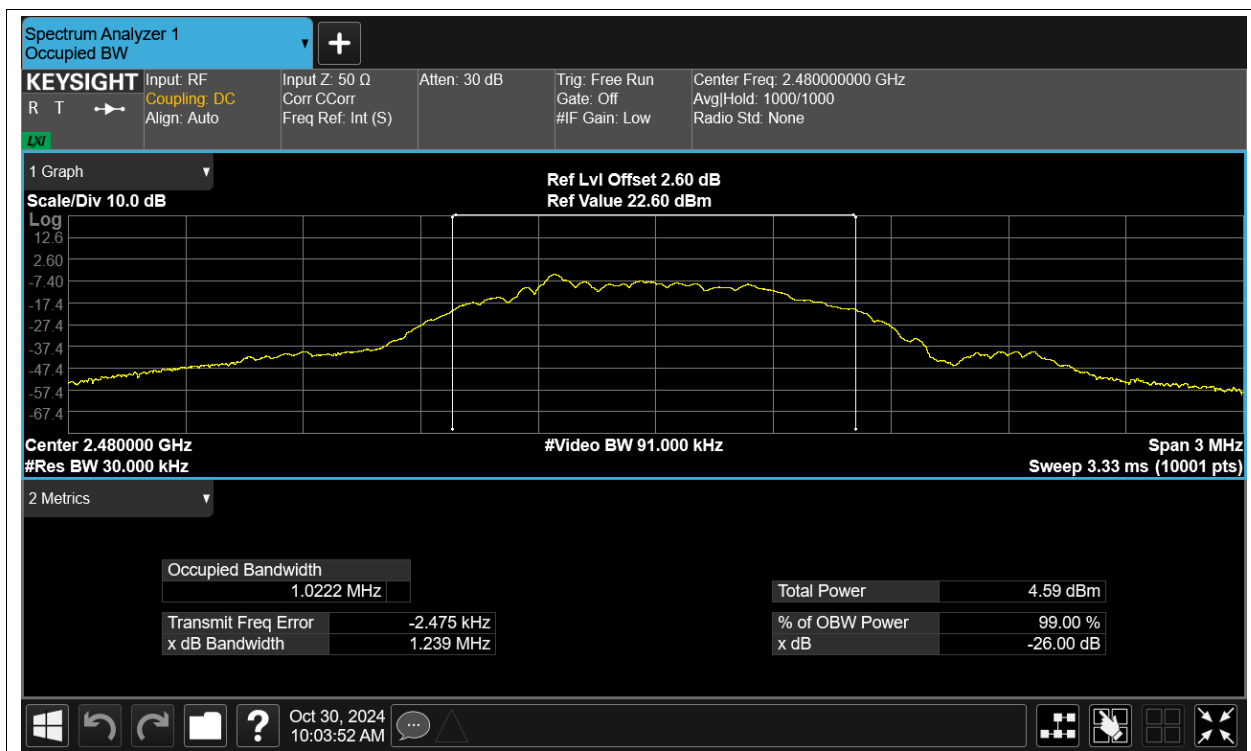 Spectrum Analyzer 1
Occupied BW
KEYSIGHT
R T
LXI
Input: RF
Coupling: DC
Align: Auto
Input Z: 50 Ω
Corr CCorr
Freq Ref: Int (S)
Atten: 30 dB
Trig: Free Run
Gate: Off
#IF Gain: Low
Center Freq: 2.480000000 GHz
Avg|Hold: 1000/1000
Radio Std: None
1 Graph
Scale/Div 10.0 dB
Ref Lvl Offset 2.60 dB
Ref Value 22.60 dBm
Log
12.6
2.60
-7.40
-17.4
-27.4
-37.4
-47.4
-57.4
-67.4
Center 2.480000 GHz
#Video BW 91.000 kHz
Span 3 MHz
#Res BW 30.000 kHz
Sweep 3.33 ms (10001 pts)
2 Metrics
Occupied Bandwidth
1.0222 MHz
Total Power 4.59 dBm
Transmit Freq Error -2.475 kHz
% of OBW Power 99.00 %
x dB Bandwidth 1.239 MHz
x dB -26.00 dB
?
Oct 30, 2024
10:03:52 AM